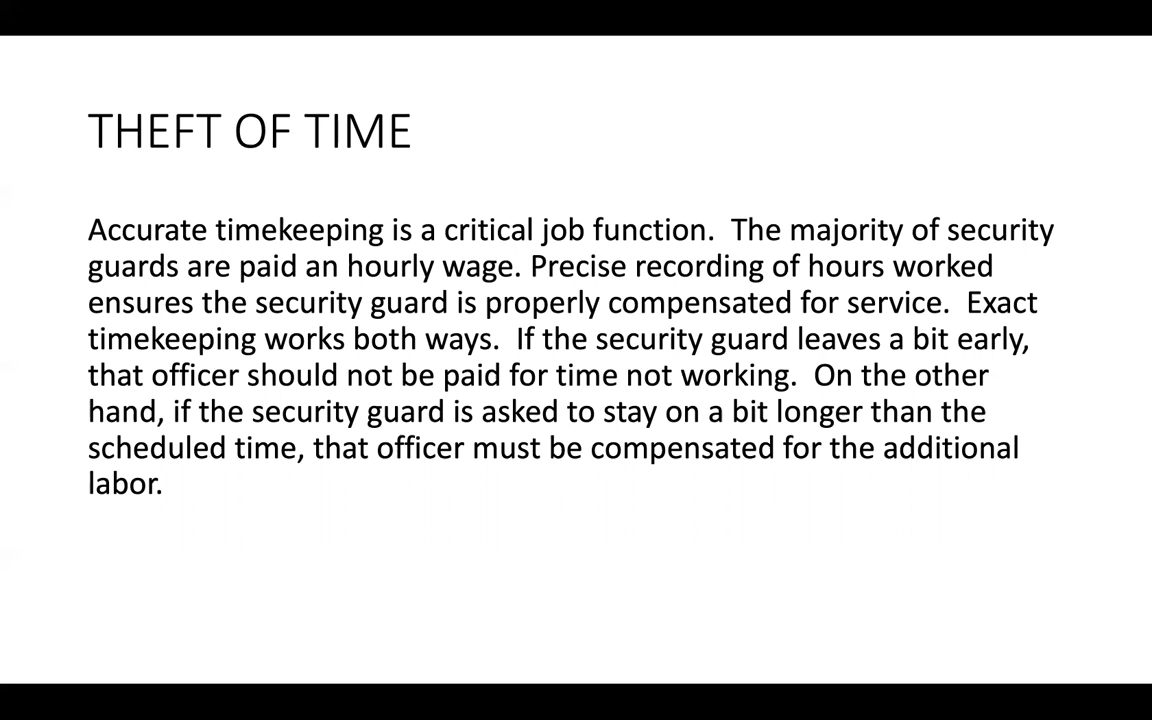 THEFT OF TIME
Accurate timekeeping is a critical job function.  The majority of security
guards are paid an hourly wage. Precise recording of hours worked
ensures the security guard is properly compensated for service.  Exact
timekeeping works both ways.  If the security guard leaves a bit early,
that officer should not be paid for time not working.  On the other
hand, if the security guard is asked to stay on a bit longer than the
scheduled time, that officer must be compensated for the additional
labor.